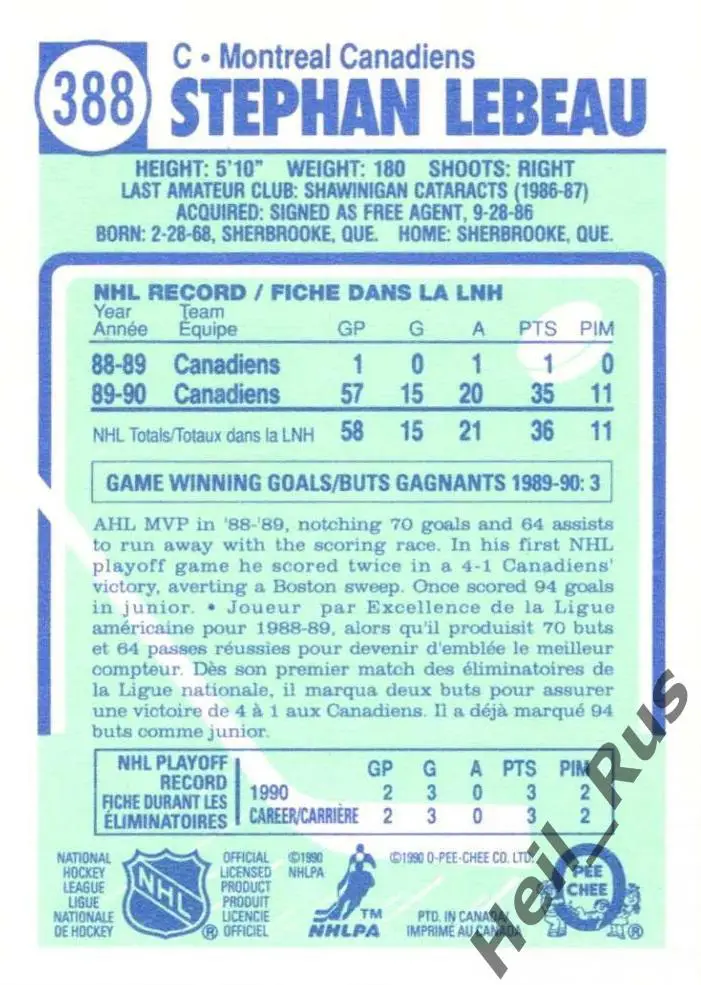 388
C • Montreal Canadiens
STEPHAN LEBEAU
HEIGHT: 5'10" WEIGHT: 180 SHOOTS: RIGHT
LAST AMATEUR CLUB: SHAWINIGAN CATARACTS (1986-87)
ACQUIRED: SIGNED AS FREE AGENT, 9-28-86
BORN: 2-28-68, SHERBROOKE, QUE. HOME: SHERBROOKE, QUE.
NHL RECORD / FICHE DANS LA LNH
Year Team
Année Équipe GP G A PTS PIM
88-89 Canadiens 1 0 1 1 0
89-90 Canadiens 57 15 20 35 11
NHL Totals/Totaux dans la LNH 58 15 21 36 11
GAME WINNING GOALS/BUTS GAGNANTS 1989-90: 3
AHL MVP in '88-'89, notching 70 goals and 64 assists
to run away with the scoring race. In his first NHL
playoff game he scored twice in a 4-1 Canadiens'
victory, averting a Boston sweep. Once scored 94 goals
in junior. • Joueur par Excellence de la Ligue
américaine pour 1988-89, alors qu'il produisit 70 buts
et 64 passes réussies pour devenir d'emblée le meilleur
compteur. Dès son premier match des éliminatoires de
la Ligue nationale, il marqua deux buts pour assurer
une victoire de 4 à 1 aux Canadiens. Il a déjà marqué 94
buts comme junior.
NHL PLAYOFF
RECORD
FICHE DURANT LES
ÉLIMINATOIRES
GP G A PTS PIM
1990 2 3 0 3 2
CAREER/CARRIÈRE 2 3 0 3 2
NATIONAL
HOCKEY
LEAGUE
LIGUE
NATIONALE
DE HOCKEY
NHL
®
OFFICIAL
LICENSED
PRODUCT
PRODUIT
LICENCIE
OFFICIEL
©1990
NHLPA
TM
NHLPA
©1990 O-PEE-CHEE CO. LTD.
PTD. IN CANADA/
IMPRIME AU CANADA
O
PEE
CHEE
®
Heil_Rus